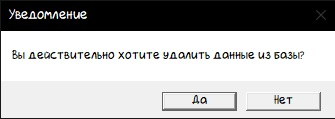 Уведомление
Вы действительно хотите удалить данные из базы?
Да
Нет